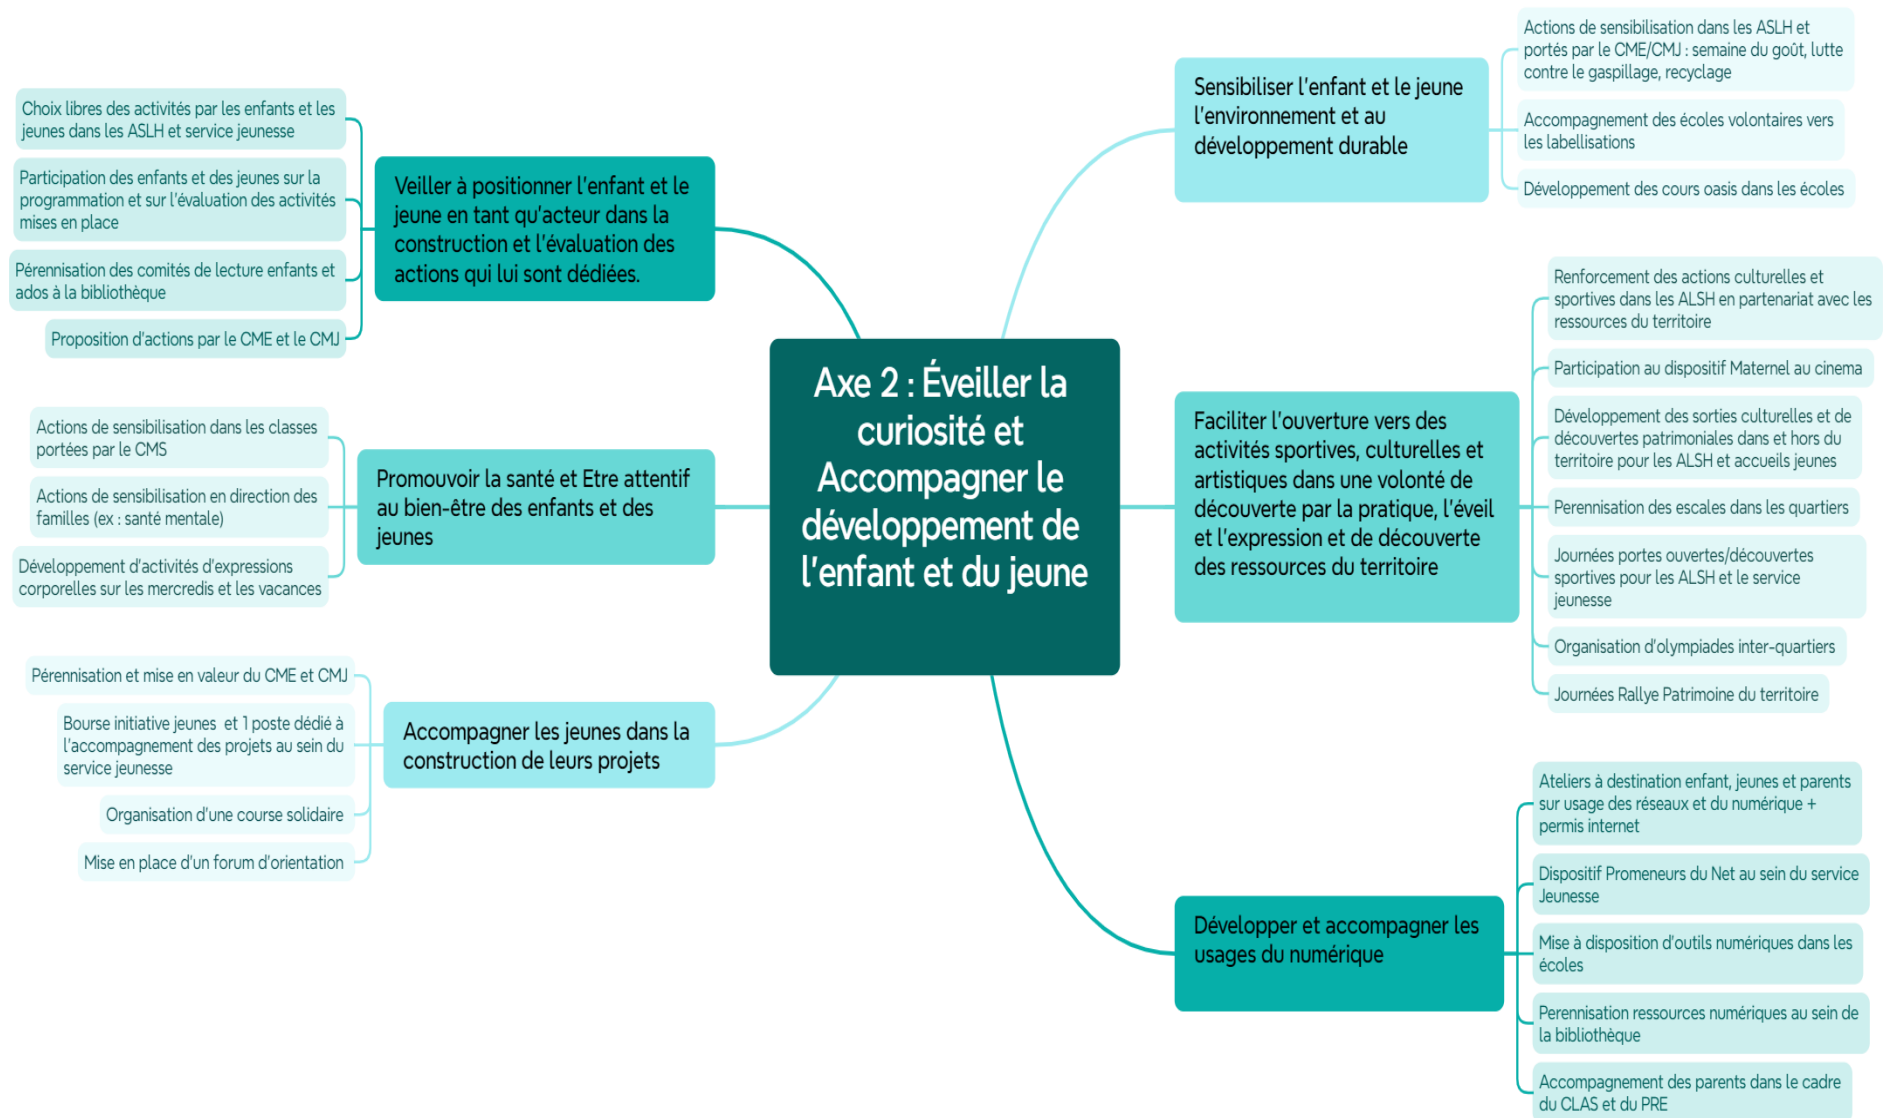 Axe 2 : Éveiller la
curiosité et
Accompagner le
développement de
l'enfant et du jeune
Veiller à positionner l'enfant et le
jeune en tant qu'acteur dans la
construction et l'évaluation des
actions qui lui sont dédiées.
Choix libres des activités par les enfants et les
jeunes dans les ASLH et service jeunesse
Participation des enfants et des jeunes sur la
programmation et sur l'évaluation des activités
mises en place
Pérennisation des comités de lecture enfants et
ados à la bibliothèque
Proposition d'actions par le CME et le CMJ
Promouvoir la santé et Etre attentif
au bien-être des enfants et des
jeunes
Actions de sensibilisation dans les classes
portées par le CMS
Actions de sensibilisation en direction des
familles (ex : santé mentale)
Développement d'activités d'expressions
corporelles sur les mercredis et les vacances
Accompagner les jeunes dans la
construction de leurs projets
Pérennisation et mise en valeur du CME et CMJ
Bourse initiative jeunes et 1 poste dédié à
l'accompagnement des projets au sein du
service jeunesse
Organisation d'une course solidaire
Mise en place d'un forum d'orientation
Sensibiliser l'enfant et le jeune
l'environnement et au
développement durable
Actions de sensibilisation dans les ASLH et
portés par le CME/CMJ : semaine du goût, lutte
contre le gaspillage, recyclage
Accompagnement des écoles volontaires vers
les labellisations
Développement des cours oasis dans les écoles
Faciliter l'ouverture vers des
activités sportives, culturelles et
artistiques dans une volonté de
découverte par la pratique, l'éveil
et l'expression et de découverte
des ressources du territoire
Renforcement des actions culturelles et
sportives dans les ALSH en partenariat avec les
ressources du territoire
Participation au dispositif Maternel au cinema
Développement des sorties culturelles et de
découvertes patrimoniales dans et hors du
territoire pour les ALSH et accueils jeunes
Perennisation des escales dans les quartiers
Journées portes ouvertes/découvertes
sportives pour les ALSH et le service
jeunesse
Organisation d'olympiades inter-quartiers
Journées Rallye Patrimoine du territoire
Développer et accompagner les
usages du numérique
Ateliers à destination enfant, jeunes et parents
sur usage des réseaux et du numérique +
permis internet
Dispositif Promeneurs du Net au sein du service
Jeunesse
Mise à disposition d'outils numériques dans les
écoles
Perennisation ressources numériques au sein de
la bibliothèque
Accompagnement des parents dans le cadre
du CLAS et du PRE